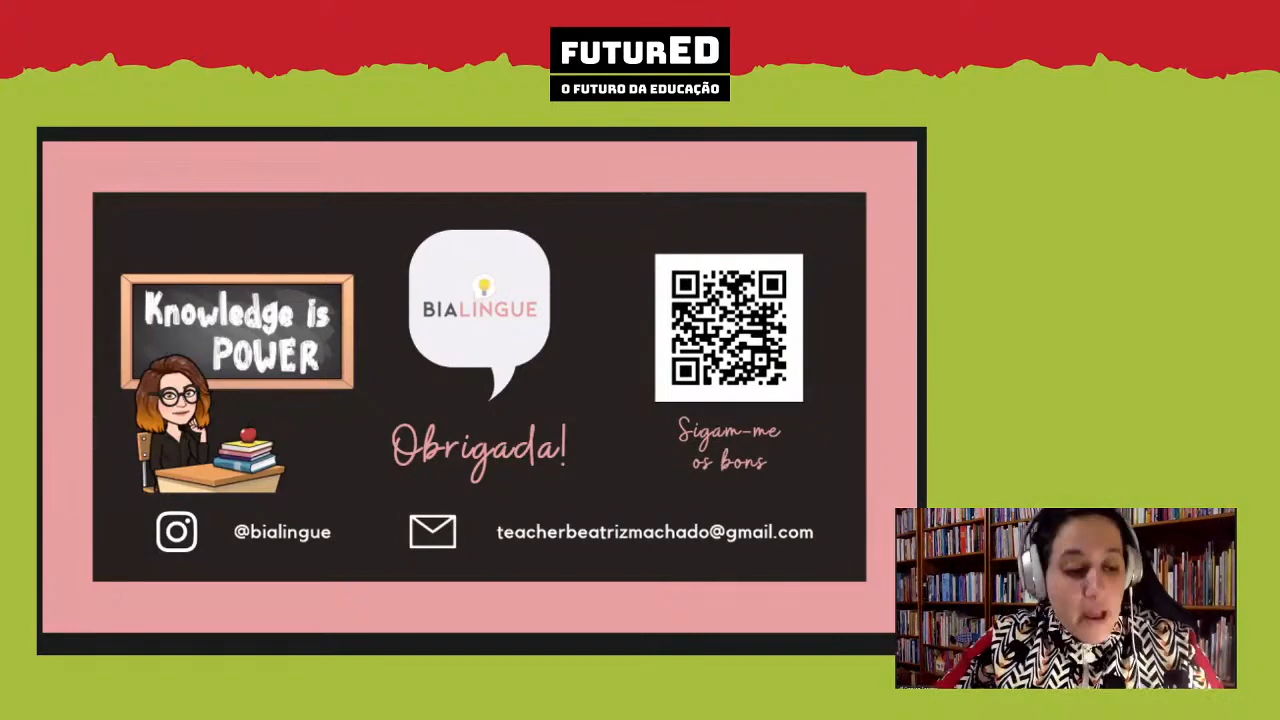 FUTURED
O FUTURO DA EDUCAÇÃO
Knowledge is
POWER
BIALINGUE
Obrigada!
Sigam-me
os bons
@bialingue
teacherbeatrizmachado@gmail.com